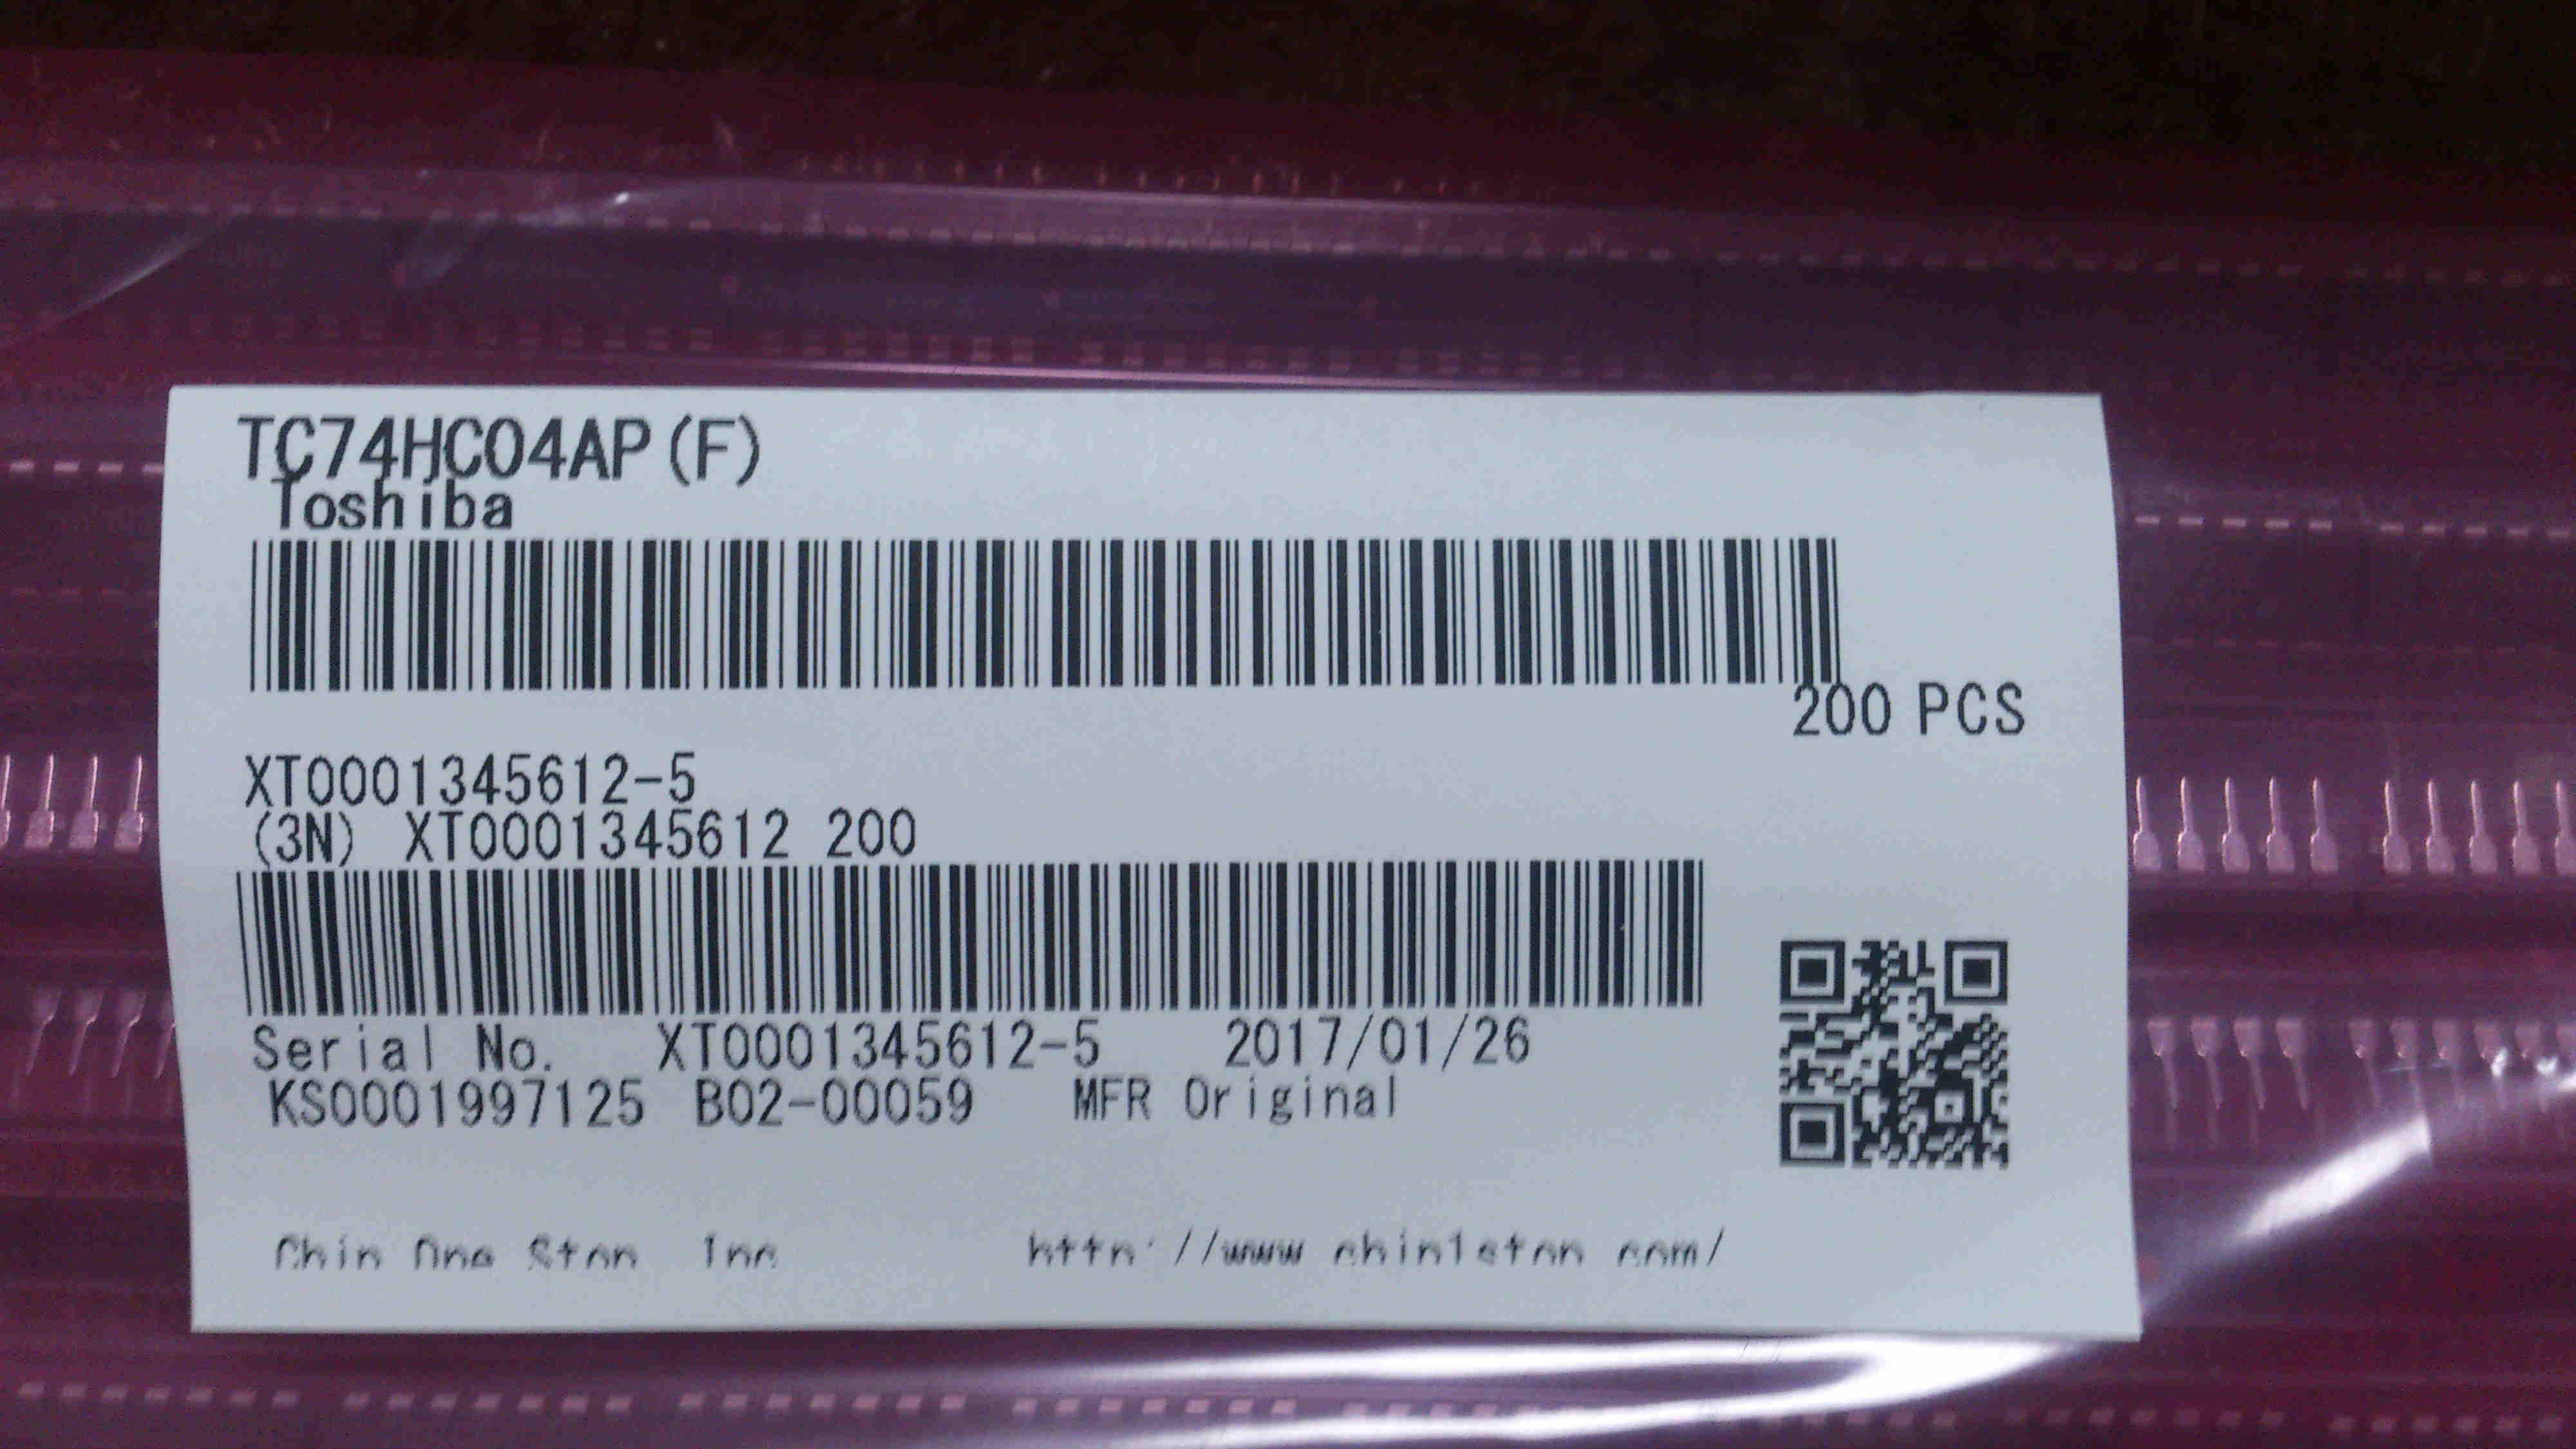 TC74HC04AP(F)
Toshiba
200 PCS
XT0001345612-5
(3N) XT0001345612 200
Serial No. XT0001345612-5 2017/01/26
KS0001997125 B02-00059 MFR Original
Chip One Stop, Inc. http://www.chip1stop.com/